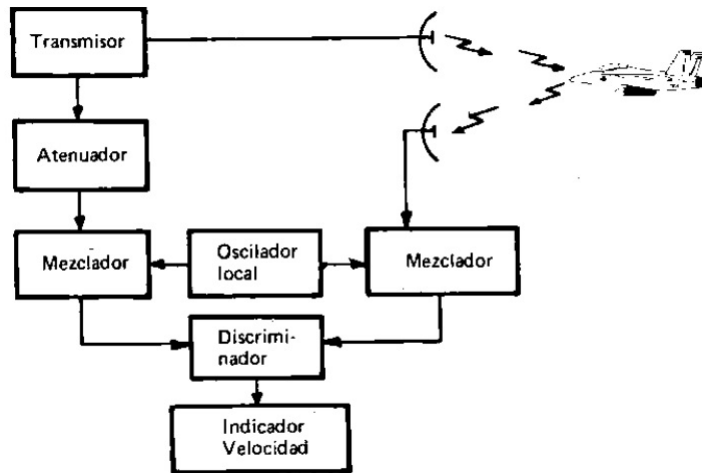 Transmisor
Atenuador
Mezclador
Oscilador
local
Mezclador
Discrimi-
nador
Indicador
Velocidad